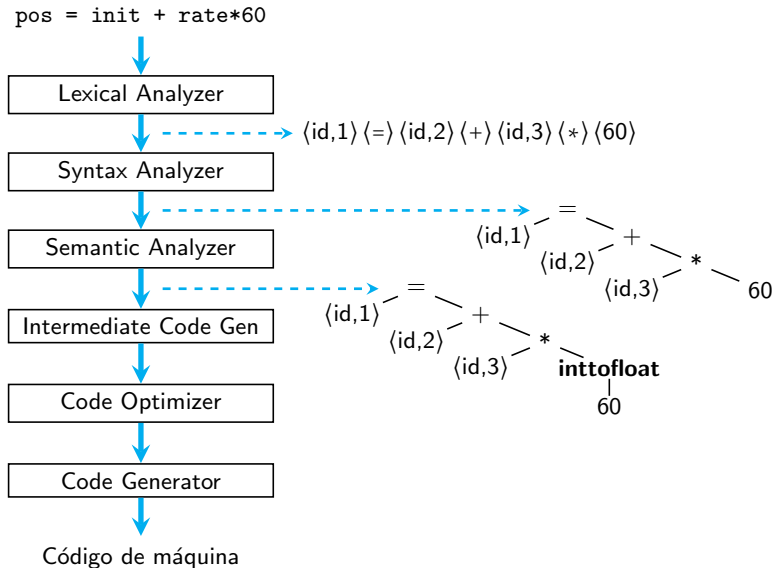 pos = init + rate*60
Lexical Analyzer
⟨id,1⟩⟨=⟩⟨id,2⟩⟨+⟩⟨id,3⟩⟨*⟩⟨60⟩
Syntax Analyzer
=
⟨id,1⟩
+
⟨id,2⟩
*
⟨id,3⟩
60
Semantic Analyzer
=
⟨id,1⟩
+
⟨id,2⟩
*
⟨id,3⟩
inttofloat
60
Intermediate Code Gen
Code Optimizer
Code Generator
Código de máquina